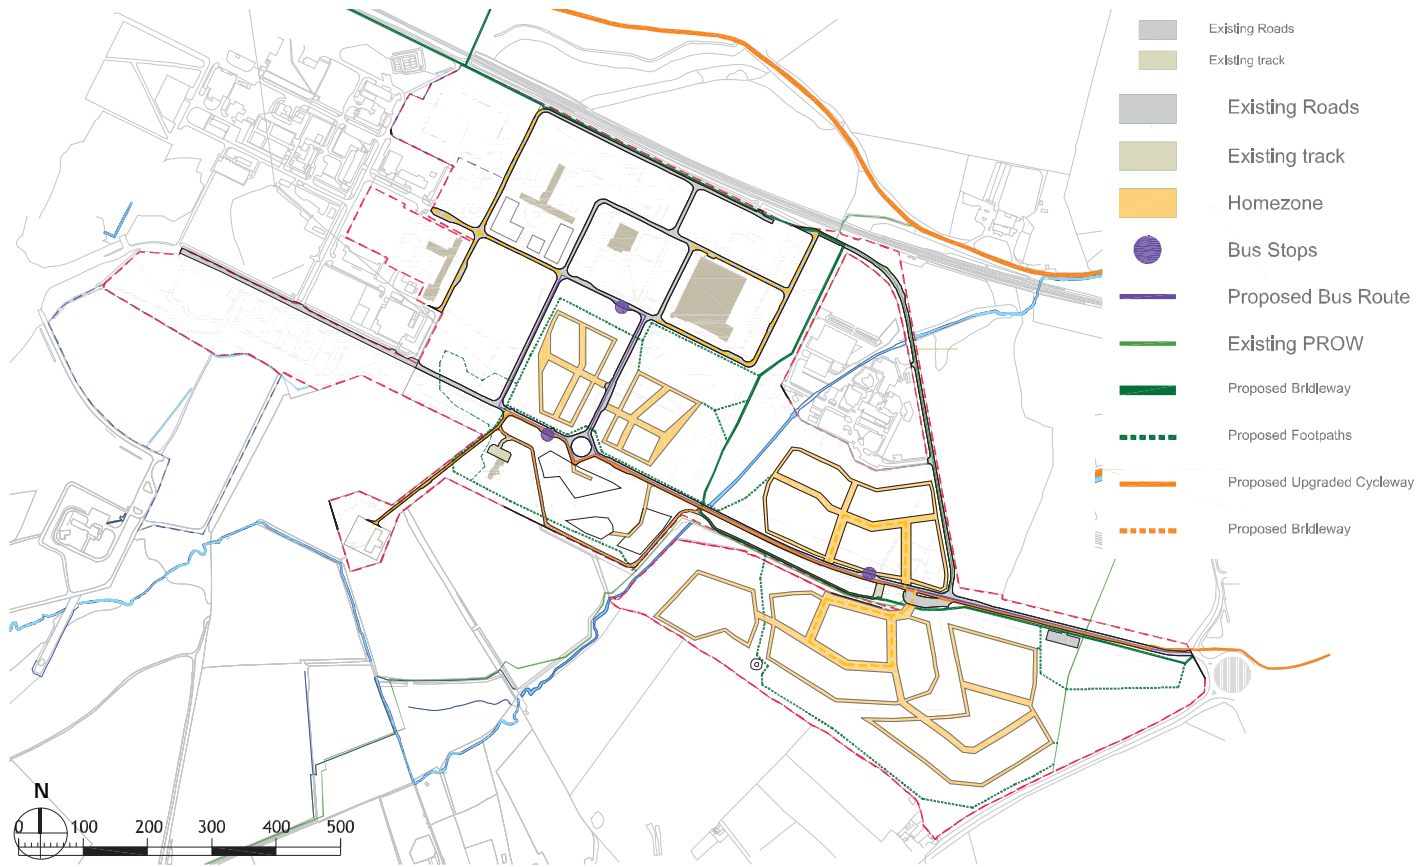 Existing Roads
Existing track
Existing Roads
Existing track
Homezone
Bus Stops
Proposed Bus Route
Existing PROW
Proposed Bridleway
Proposed Footpaths
Proposed Upgraded Cycleway
Proposed Bridleway
N
0 100 200 300 400 500